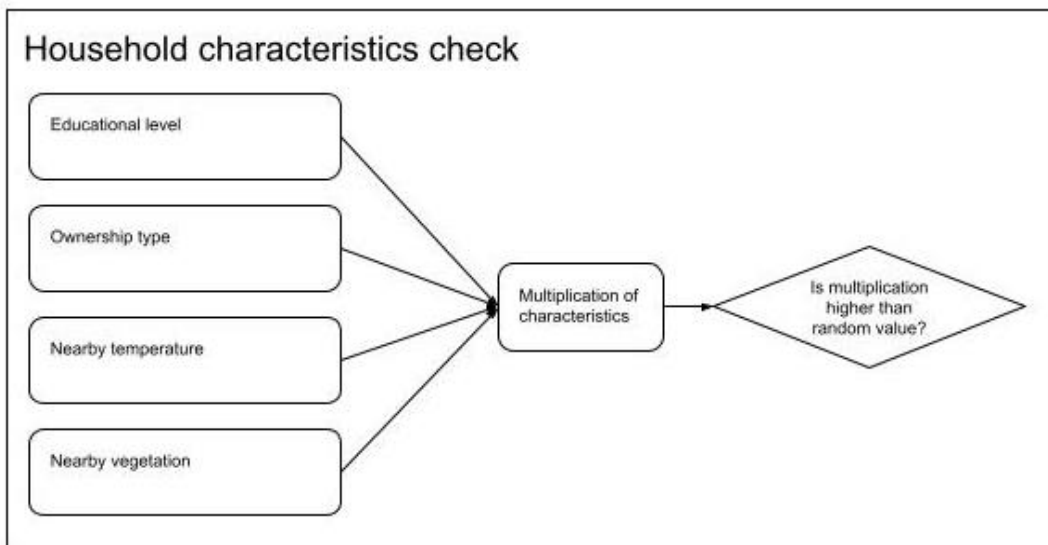 Household characteristics check
Educational level
Ownership type
Nearby temperature
Nearby vegetation
Multiplication of
characteristics
Is multiplication
higher than
random value?